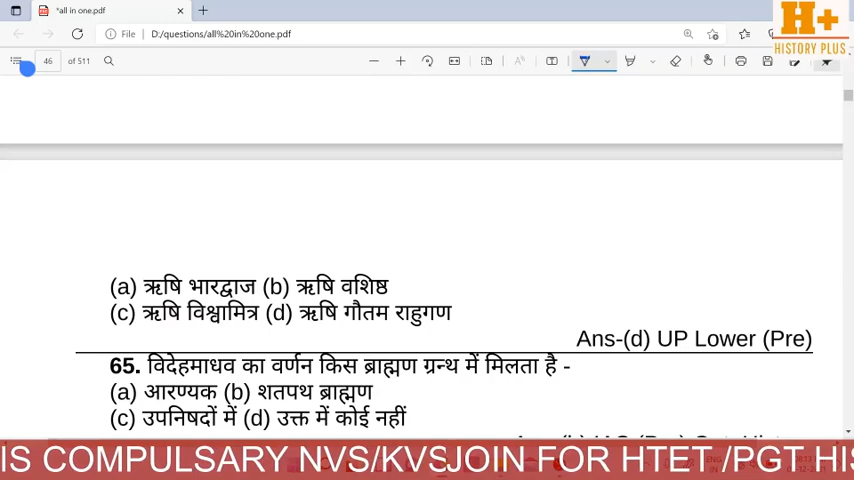 *all in one.pdf
File
D:/questions/all%20in%20one.pdf
H+
HISTORY PLUS
46 of 511
(a) ऋषि भारद्वाज (b) ऋषि वशिष्ठ
(c) ऋषि विश्वामित्र (d) ऋषि गौतम राहुगण
Ans-(d) UP Lower (Pre)
65. विदेहमाधव का वर्णन किस ब्राह्मण ग्रन्थ में मिलता है -
(a) आरण्यक (b) शतपथ ब्राह्मण
(c) उपनिषदों में (d) उक्त में कोई नहीं
IS COMPULSARY NVS/KVSJOIN FOR HTET /PGT HIS